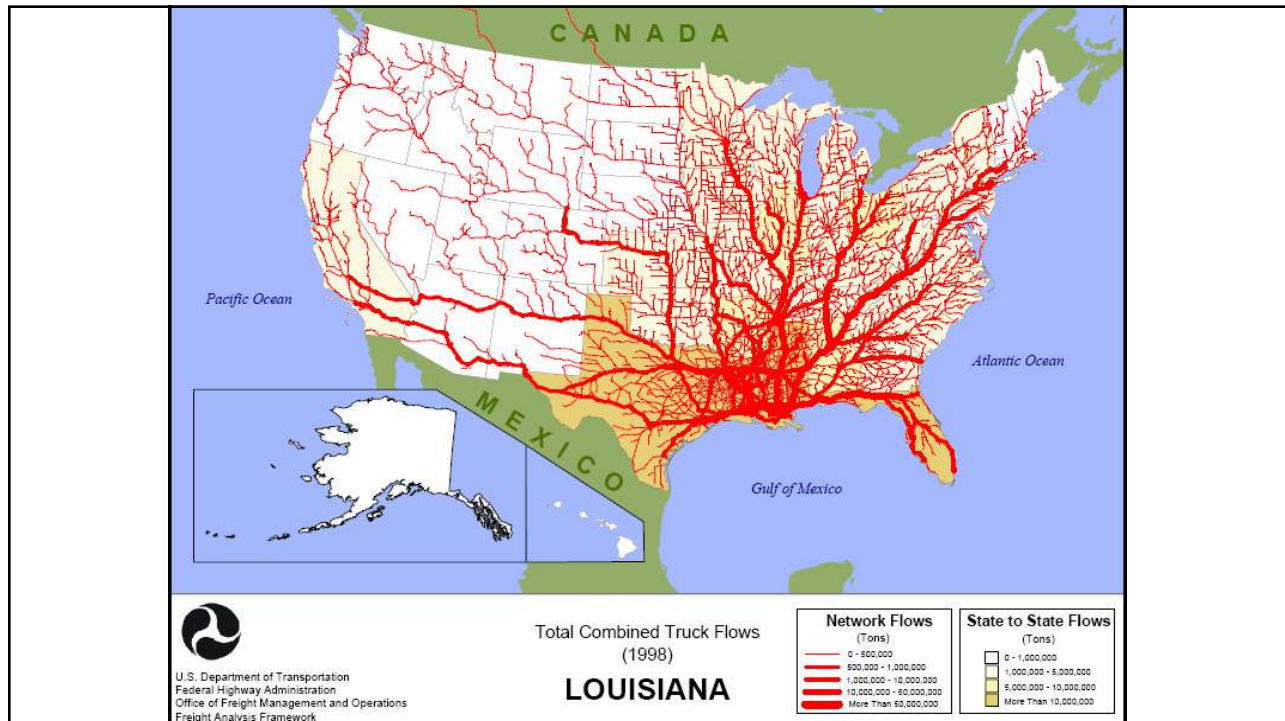 C A N A D A
Pacific Ocean
Atlantic Ocean
M E X I C O
Gulf of Mexico
U.S. Department of Transportation
Federal Highway Administration
Office of Freight Management and Operations
Freight Analysis Framework
Total Combined Truck Flows
(1998)
LOUISIANA
Network Flows
(Tons)
0 - 500,000
500,000 - 1,000,000
1,000,000 - 10,000,000
10,000,000 - 50,000,000
More Than 50,000,000
State to State Flows
(Tons)
0 - 1,000,000
1,000,000 - 5,000,000
5,000,000 - 10,000,000
More Than 10,000,000